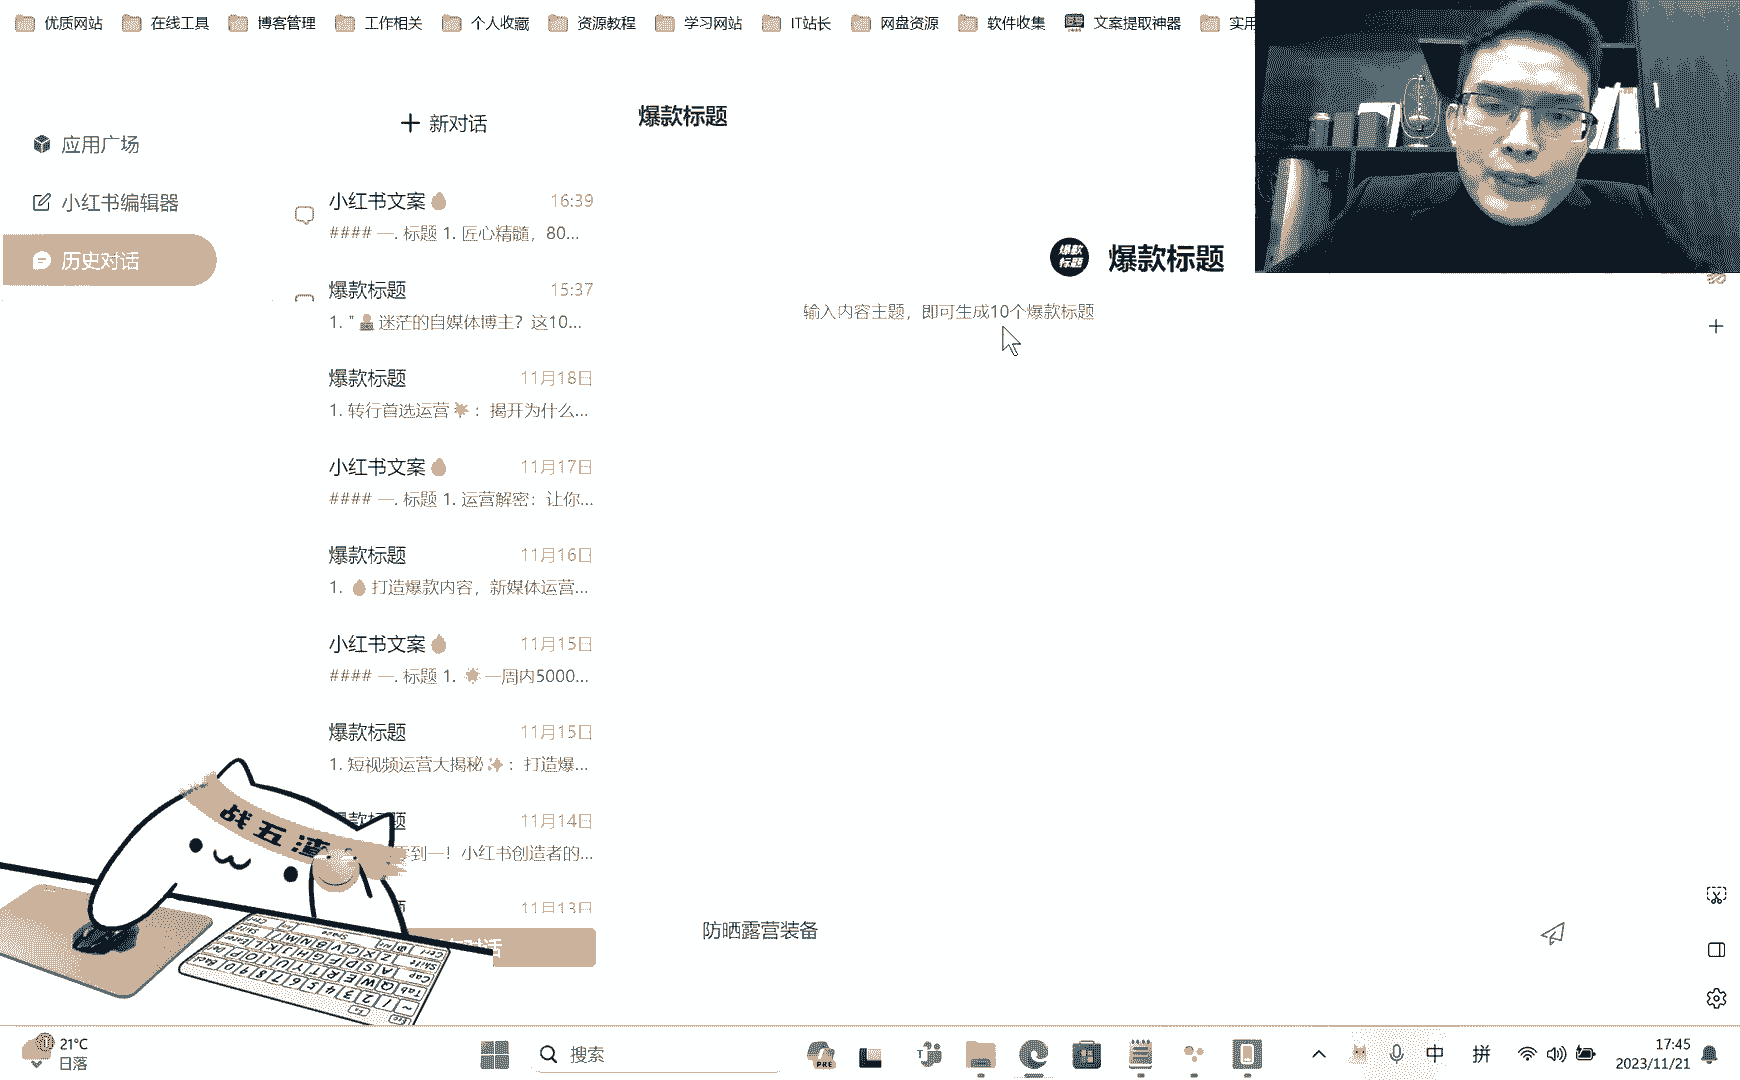 优质网站 在线工具 博客管理 工作相关 个人收藏 资源教程 学习网站 IT站长 网盘资源 软件收集 文案提取神器 实用
应用广场
小红书编辑器
历史对话
新对话
小红书文案 16:39
#### 一. 标题 1. 匠心精髓，80...
爆款标题 15:37
1. " 迷茫的自媒体博主？这10...
爆款标题 11月18日
1. 转行首选运营 ：揭开为什么...
小红书文案 11月17日
#### 一. 标题 1. 运营解密：让你...
爆款标题 11月16日
1. 打造爆款内容，新媒体运营...
小红书文案 11月15日
#### 一. 标题 1. 一周内5000...
爆款标题 11月15日
1. 短视频运营大揭秘 ：打造爆...
款标题 11月14日
到一！小红书创造者的...
11月13日
对话
战五渣
爆款标题
爆款标题 爆款标题
输入内容主题，即可生成10个爆款标题
防晒露营装备
21°C
日落
搜索
PRE
中 拼
17:45
2023/11/21